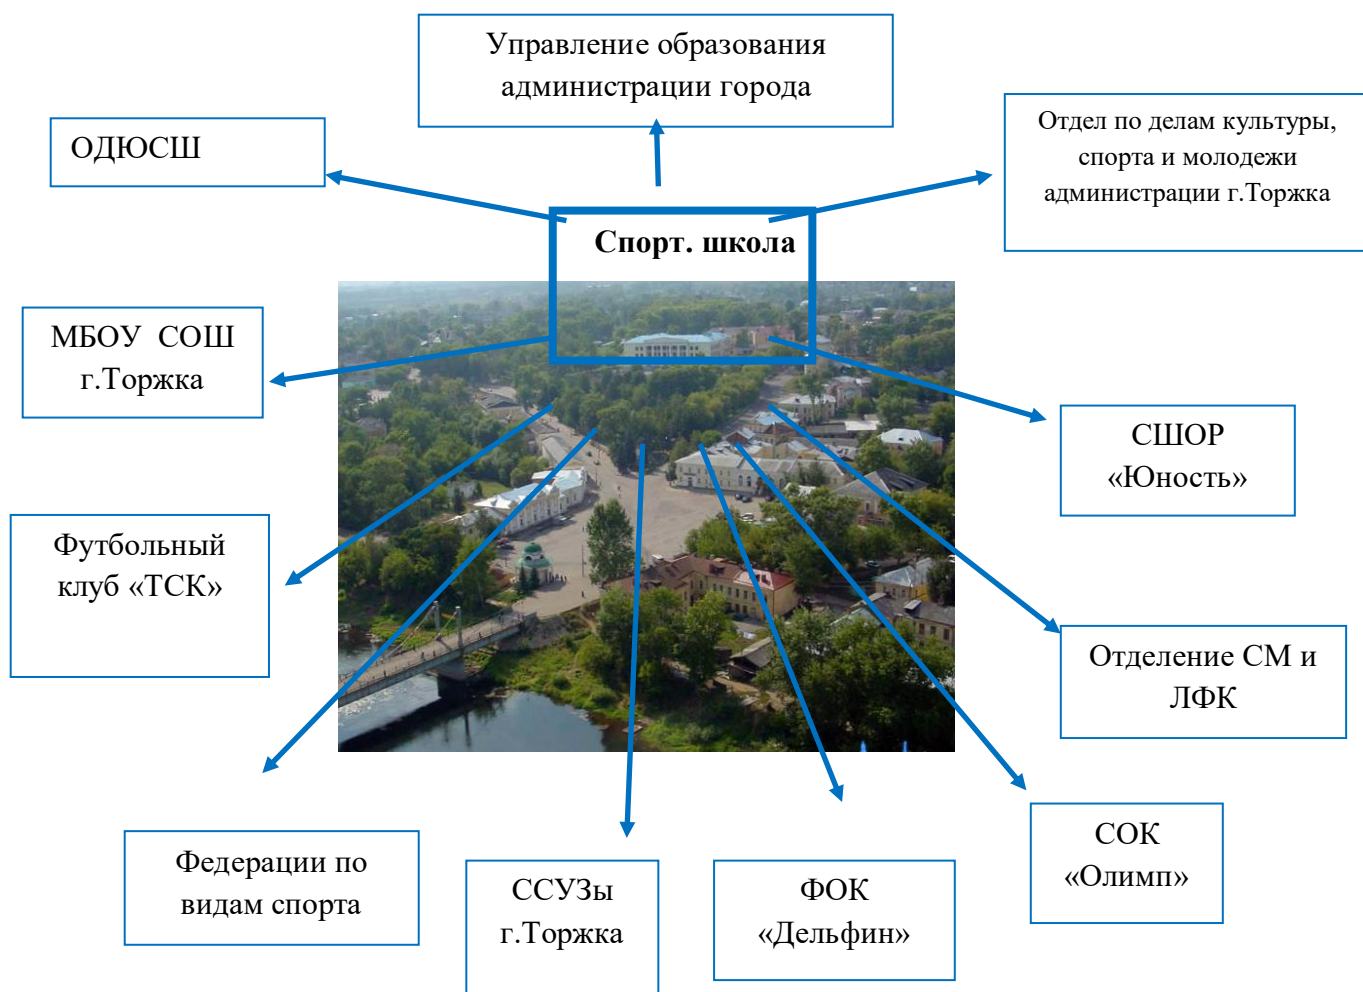 Управление образования
администрации города
ОДЮСШ
Отдел по делам культуры,
спорта и молодежи
администрации г.Торжка
Спорт. школа
МБОУ СОШ
г.Торжка
СШОР
«Юность»
Футбольный
клуб «ТСК»
Отделение СМ и
ЛФК
Федерации по
видам спорта
ССУЗы
г.Торжка
ФОК
«Дельфин»
СОК
«Олимп»